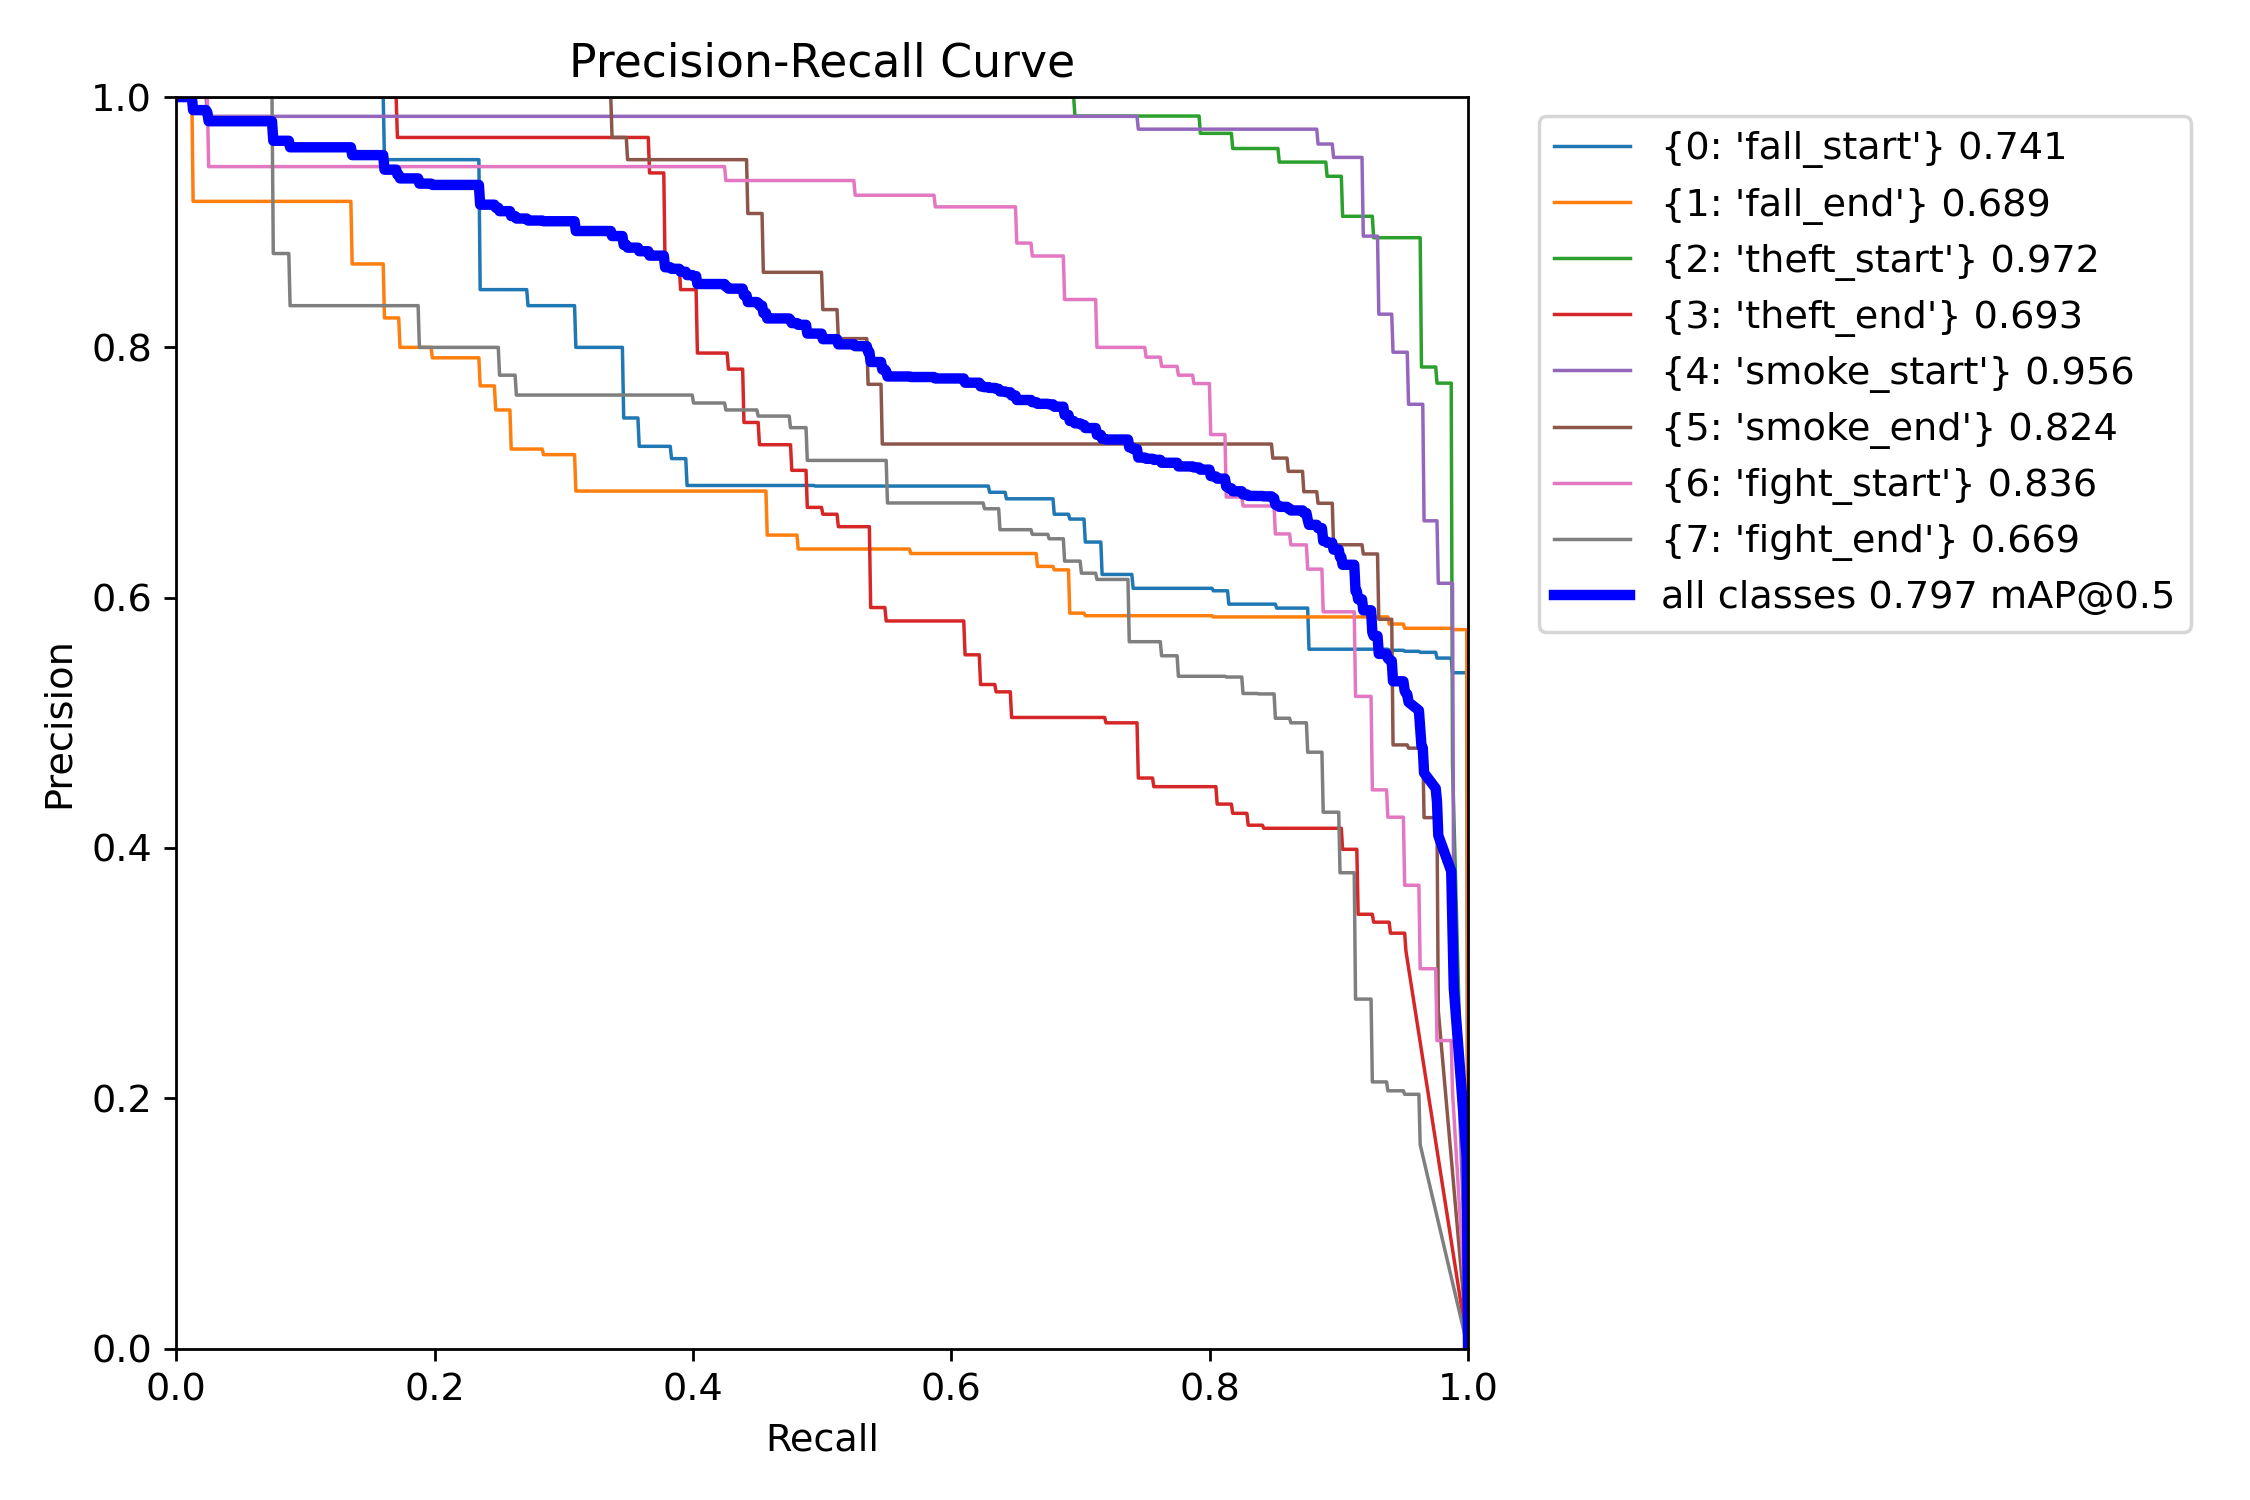 Precision-Recall Curve
1.0
0.8
0.6
0.4
0.2
0.0
Precision
0.0 0.2 0.4 0.6 0.8 1.0
Recall
{0: 'fall_start'} 0.741
{1: 'fall_end'} 0.689
{2: 'theft_start'} 0.972
{3: 'theft_end'} 0.693
{4: 'smoke_start'} 0.956
{5: 'smoke_end'} 0.824
{6: 'fight_start'} 0.836
{7: 'fight_end'} 0.669
all classes 0.797 mAP@0.5